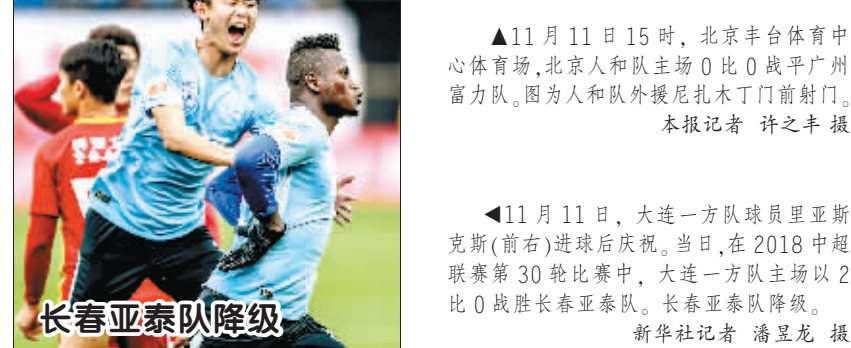 ▲11月11日15时，北京丰台体育中
心体育场，北京人和队主场0比0战平广州
富力队。图为人和队外援尼扎木丁门前射门。
本报记者 许之丰 摄
◀11月11日，大连一方队球员里亚斯
克斯(前右)进球后庆祝。当日，在2018中超
联赛第30轮比赛中，大连一方队主场以2
比0战胜长春亚泰队。长春亚泰队降级。
新华社记者 潘昱龙 摄
长春亚泰队降级